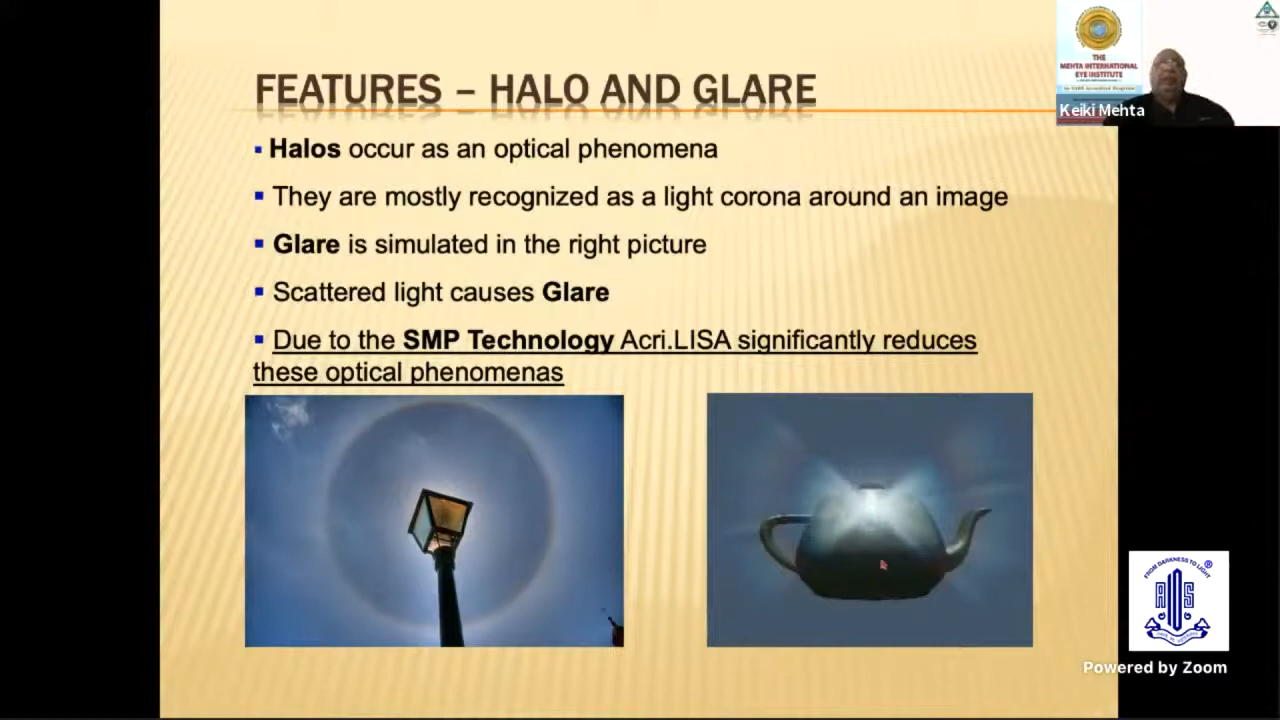 FEATURES – HALO AND GLARE
▪ Halos occur as an optical phenomena
▪ They are mostly recognized as a light corona around an image
▪ Glare is simulated in the right picture
▪ Scattered light causes Glare
▪ Due to the SMP Technology Acri.LISA significantly reduces
these optical phenomenas
THE
MEHTA INTERNATIONAL
EYE INSTITUTE
Keiki Mehta
FROM DARKNESS TO LIGHT
®
AIOS
Powered by Zoom